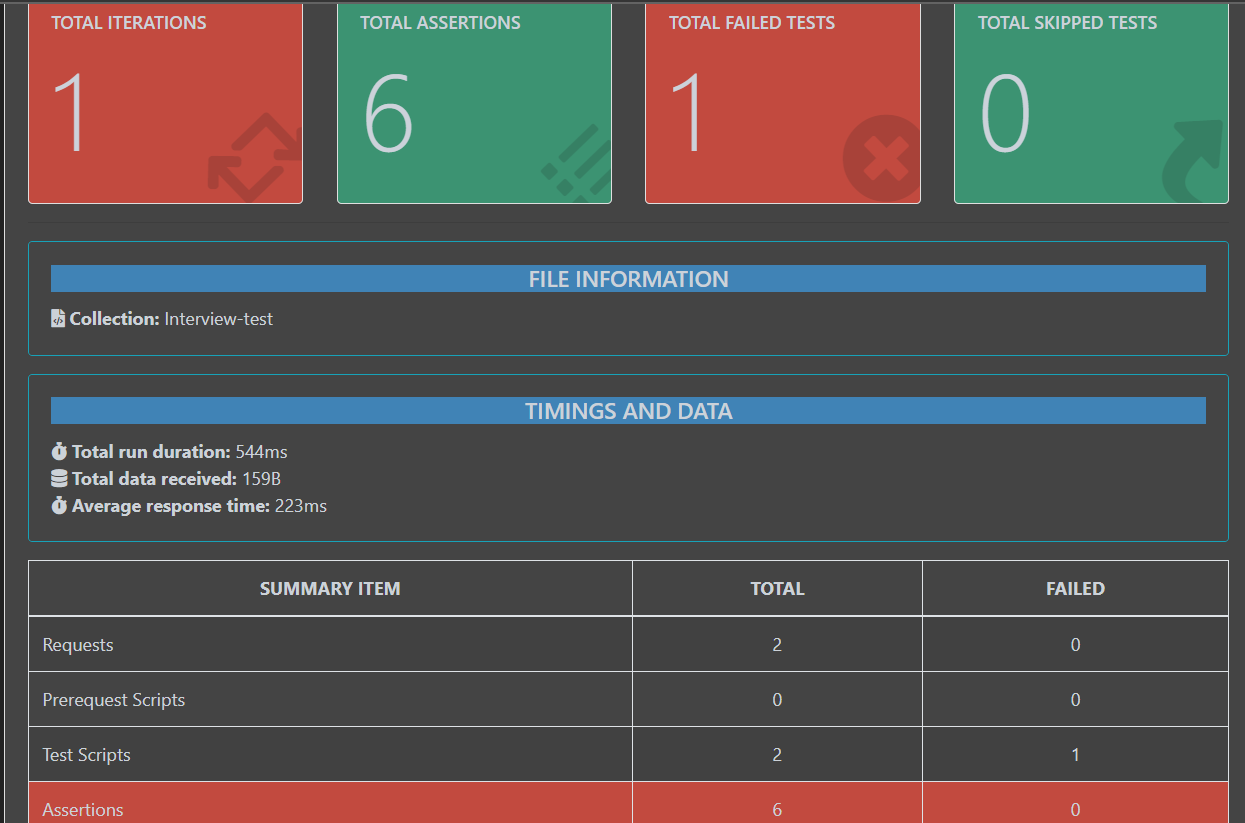 TOTAL ITERATIONS
TOTAL ASSERTIONS
TOTAL FAILED TESTS
TOTAL SKIPPED TESTS
1
6
1
0
FILE INFORMATION
Collection: Interview-test
TIMINGS AND DATA
Total run duration: 544ms
Total data received: 159B
Average response time: 223ms
SUMMARY ITEM TOTAL FAILED
Requests 2 0
Prerequest Scripts 0 0
Test Scripts 2 1
Assertions 6 0